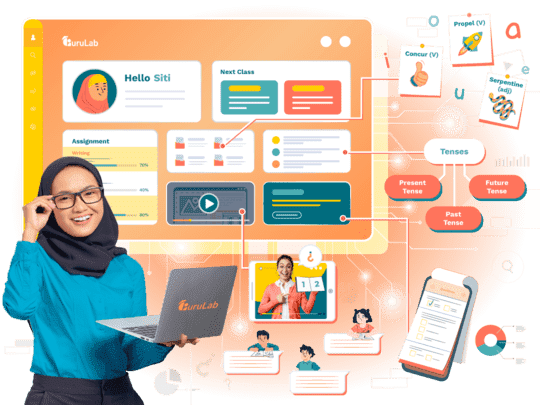 GuruLab
Hello Siti
Next Class
Assignment
Writing
70%
40%
80%
GuruLab
1 2
Propel (V)
Concur (V)
Serpentine
(adj)
o
a
i
e
u
Tenses
Present
Tense
Future
Tense
Past
Tense